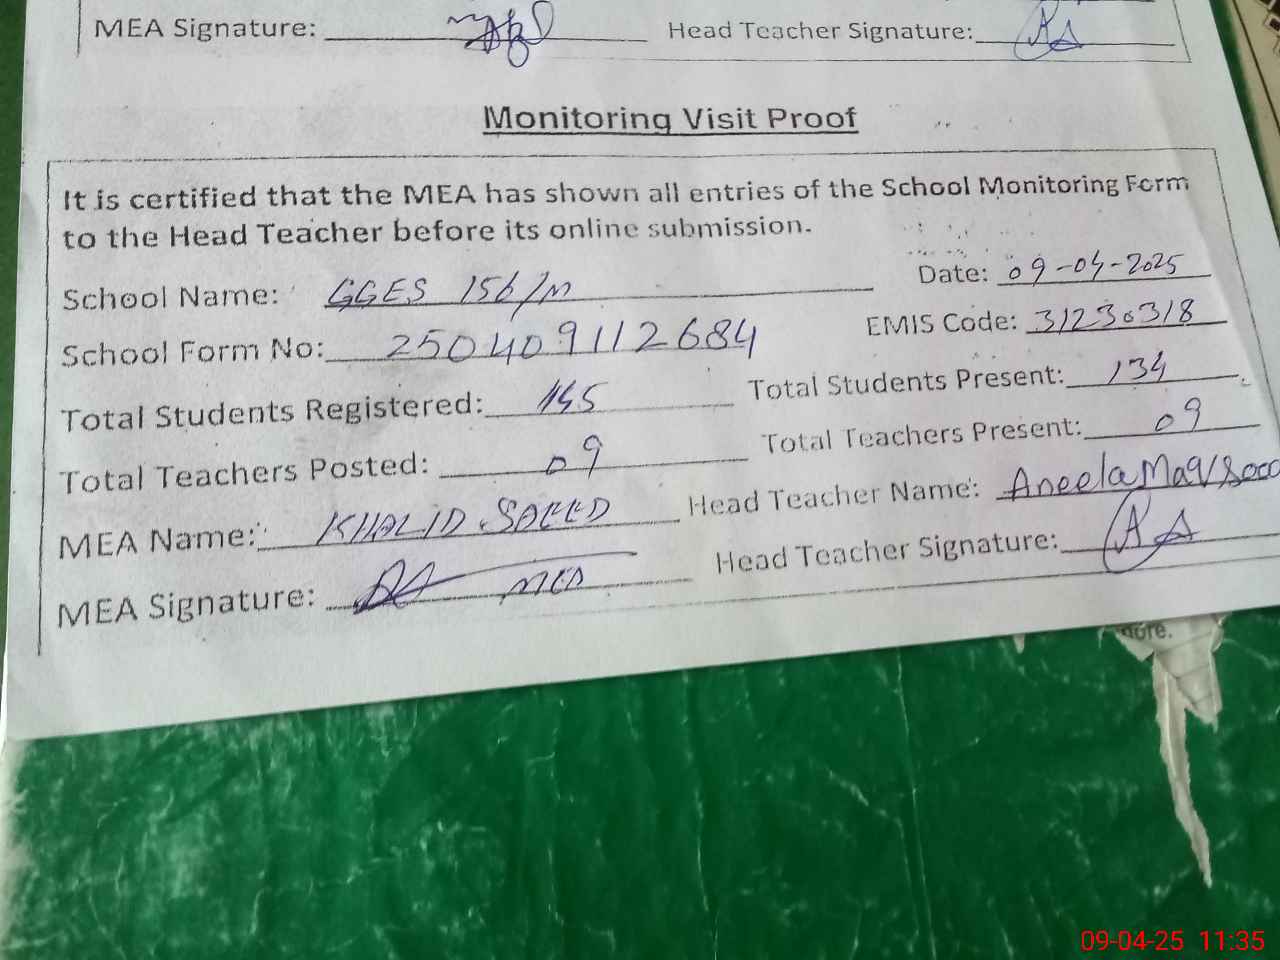 MEA Signature: Head Teacher Signature:
Monitoring Visit Proof
It is certified that the MEA has shown all entries of the School Monitoring Form
to the Head Teacher before its online submission.
School Name: GGES 156/M Date: 09-04-2025
School Form No: 2504091112684 EMIS Code: 31230318
Total Students Registered: Total Students Present: 134
Total Teachers Posted: 09 Total Teachers Present: 09
MEA Name: KHALID SAEED Head Teacher Name: Aneela
MEA Signature: MEA Head Teacher Signature:
more.
09-04-25 11:35